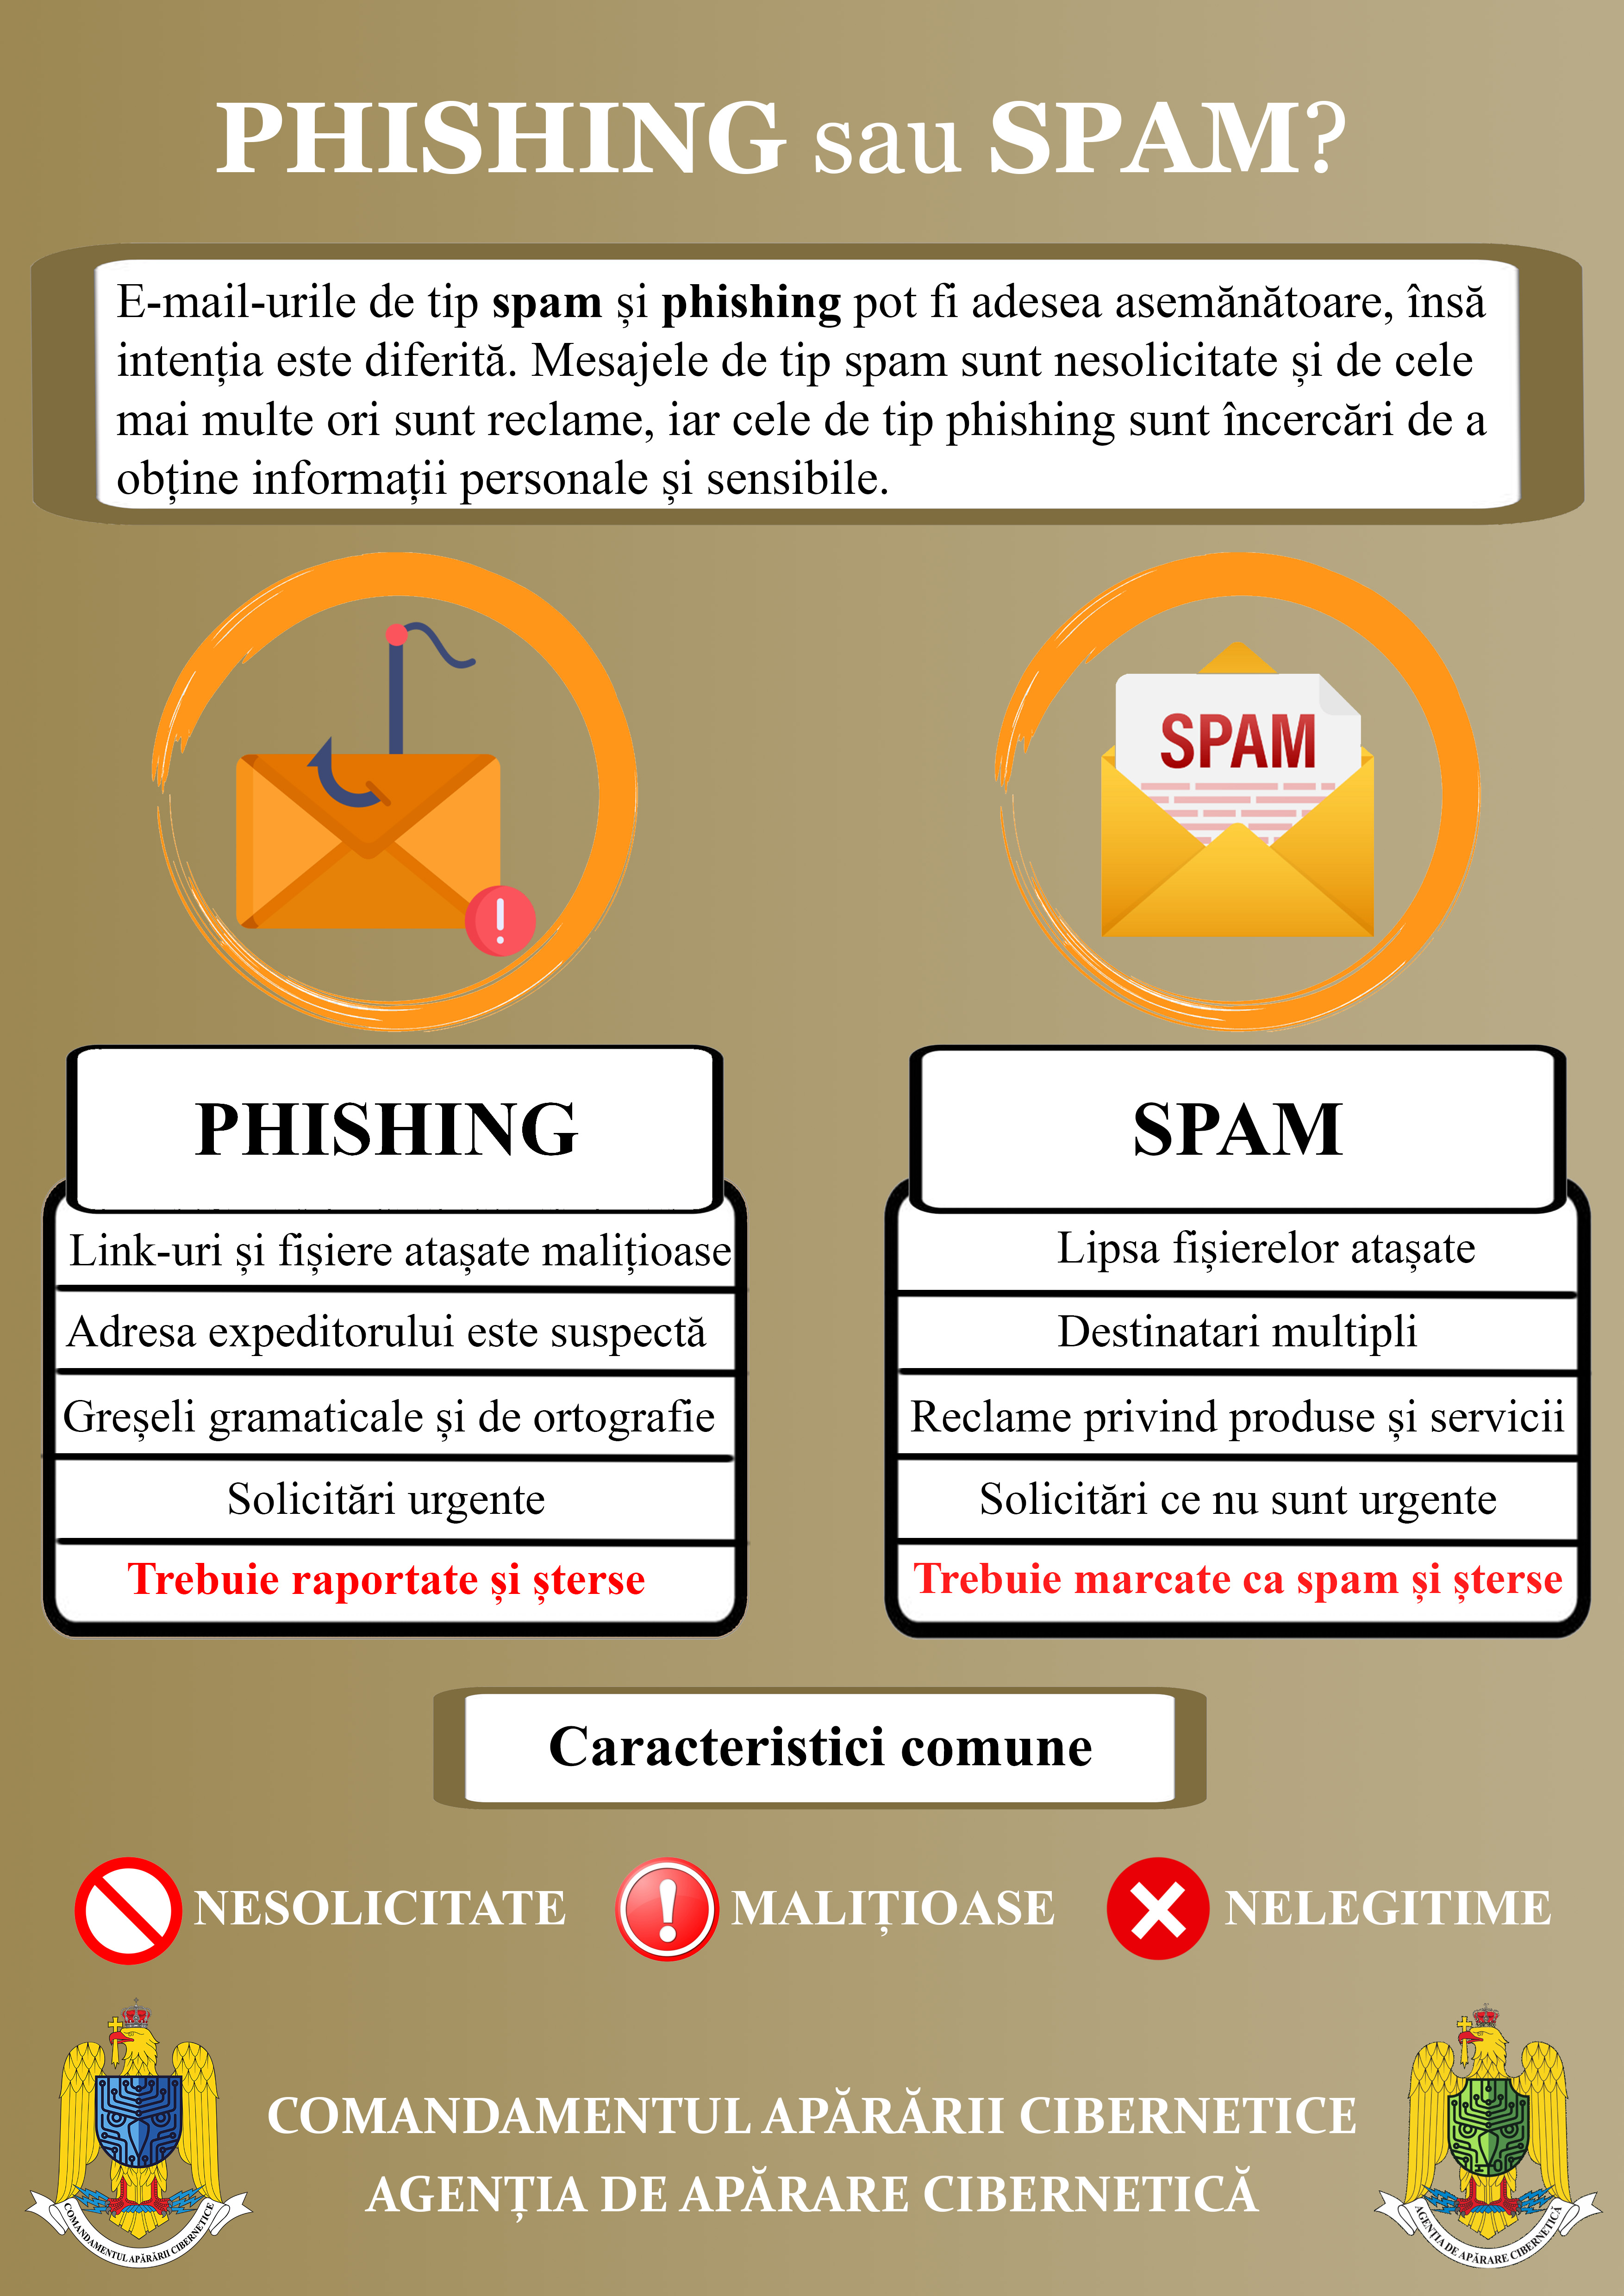 PHISHING sau SPAM?
E-mail-urile de tip spam și phishing pot fi adesea asemănătoare, însă
intenția este diferită. Mesajele de tip spam sunt nesolicitate și de cele
mai multe ori sunt reclame, iar cele de tip phishing sunt încercări de a
obține informații personale și sensibile.
SPAM
PHISHING
Link-uri și fișiere atașate malițioase
Adresa expeditorului este suspectă
Greșeli gramaticale și de ortografie
Solicitări urgente
Trebuie raportate și șterse
SPAM
Lipsa fișierelor atașate
Destinatari multipli
Reclame privind produse și servicii
Solicitări ce nu sunt urgente
Trebuie marcate ca spam și șterse
Caracteristici comune
NESOLICITATE
MALIȚIOASE
NELEGITIME
COMANDAMENTUL APĂRĂRII CIBERNETICE
AGENȚIA DE APĂRARE CIBERNETICĂ
COMANDAMENTUL APĂRĂRII CIBERNETICE
AGENȚIA DE APĂRARE CIBERNETICĂ